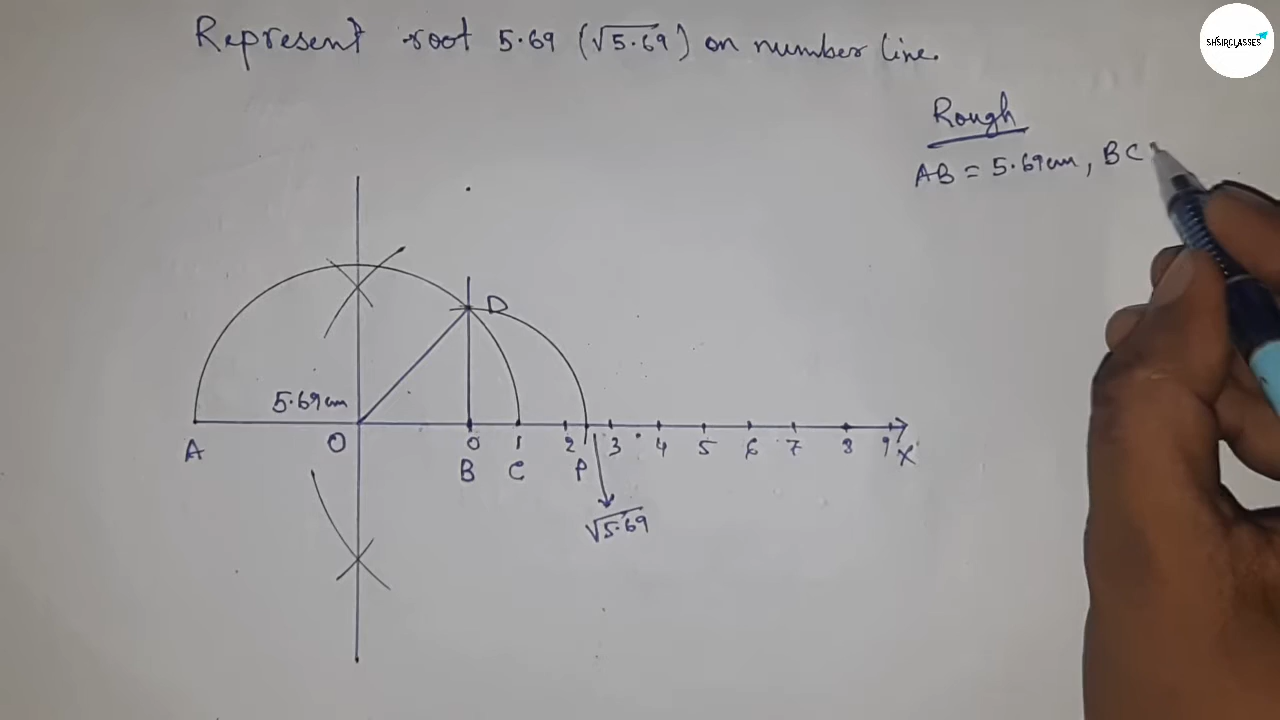 Represent root 5.69 (√5.69) on number line.
SHSIRCLASSES
Rough
AB = 5.69cm, BC
D
5.69cm
A O 0 1 2 3 4 5 6 7 8 9 X
B C P
√5.69